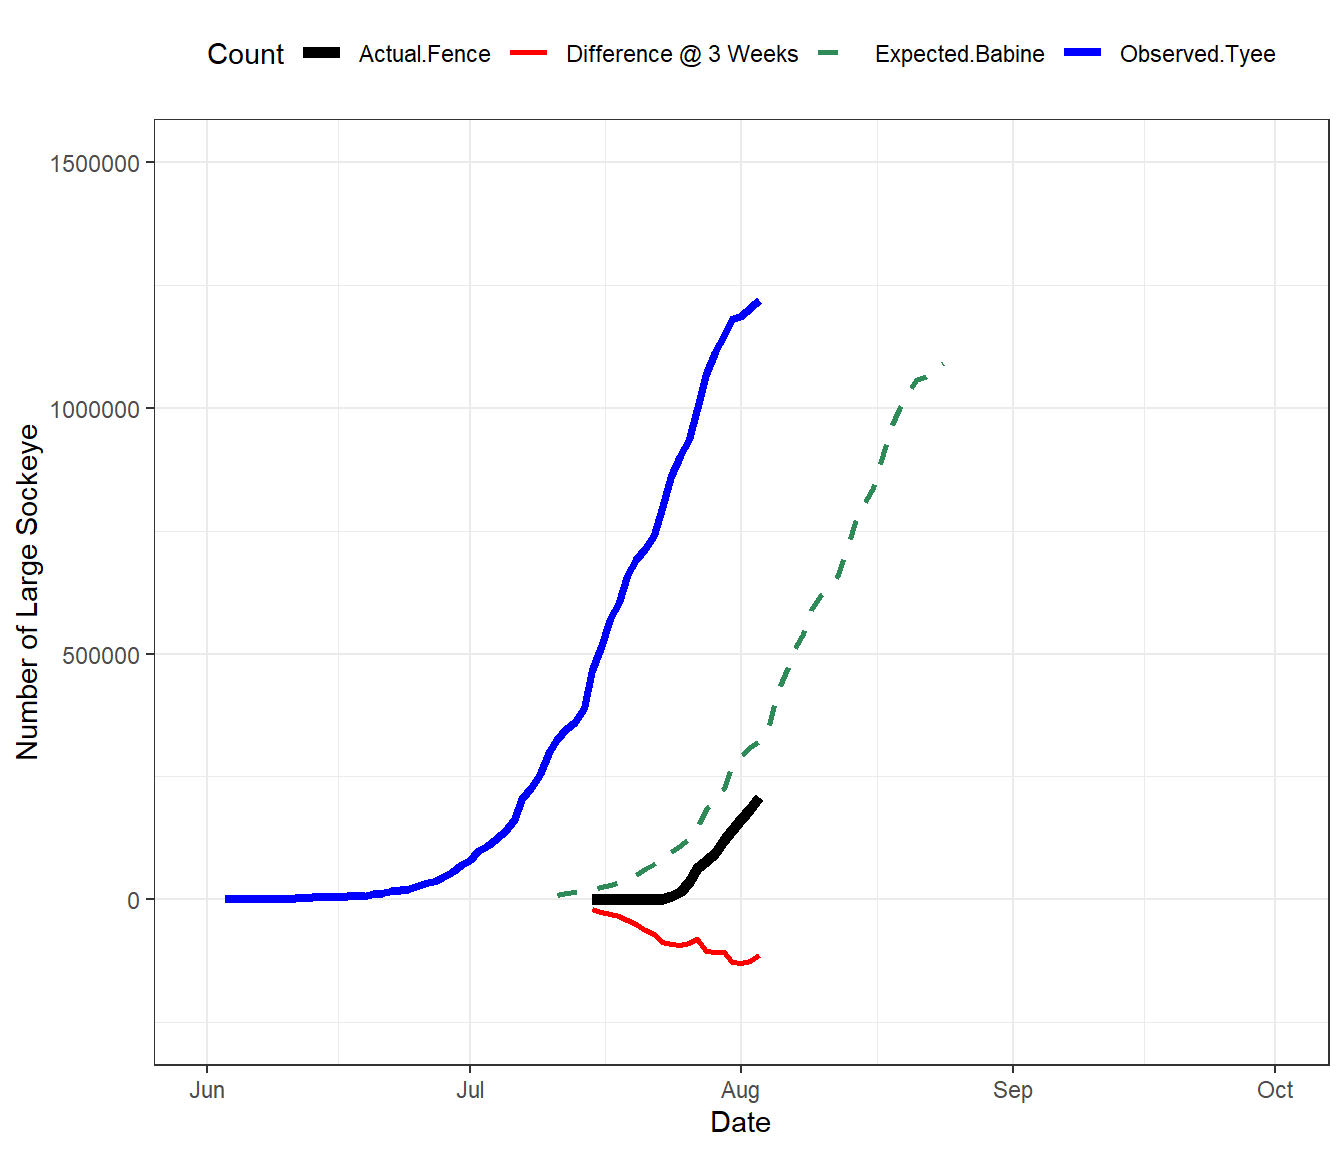 Count Actual.Fence Difference @ 3 Weeks Expected.Babine Observed.Tyee
1500000
1000000
500000
0
Number of Large Sockeye
Jun Jul Aug Sep Oct
Date